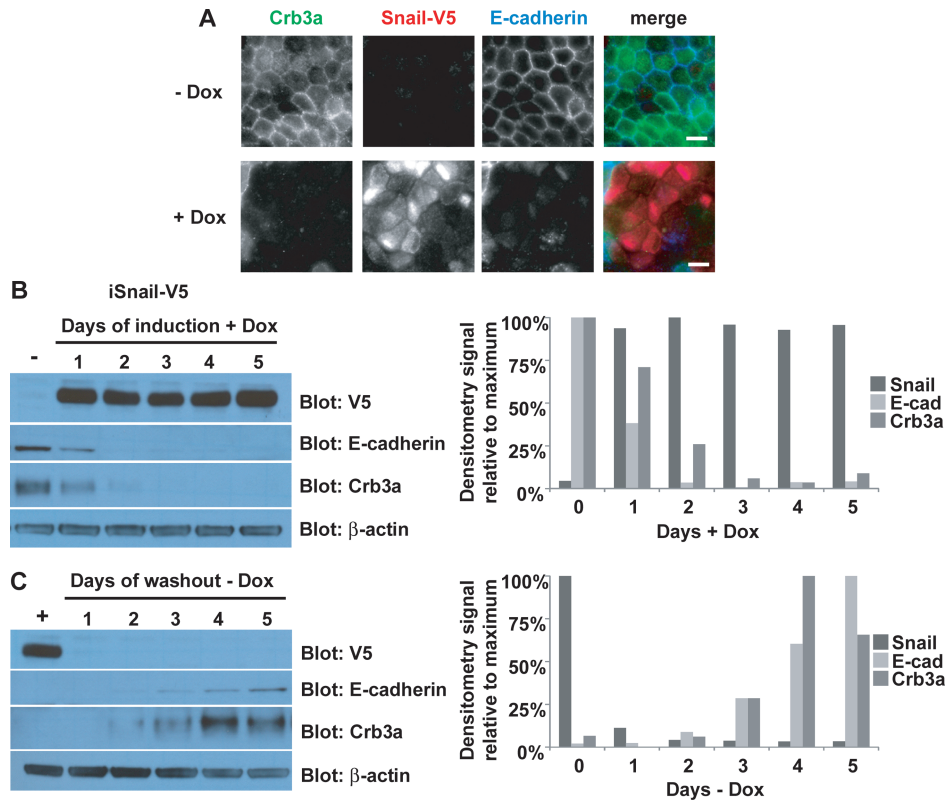 A
Crb3a Snail-V5 E-cadherin merge
- Dox
+ Dox
B
iSnail-V5
Days of induction + Dox
- 1 2 3 4 5
Blot: V5
Blot: E-cadherin
Blot: Crb3a
Blot: β-actin
Densitometry signal
relative to maximum
100%
75%
50%
25%
0%
0 1 2 3 4 5
Days + Dox
Snail
E-cad
Crb3a
C
Days of washout - Dox
+ 1 2 3 4 5
Blot: V5
Blot: E-cadherin
Blot: Crb3a
Blot: β-actin
Densitometry signal
relative to maximum
100%
75%
50%
25%
0%
0 1 2 3 4 5
Days - Dox
Snail
E-cad
Crb3a